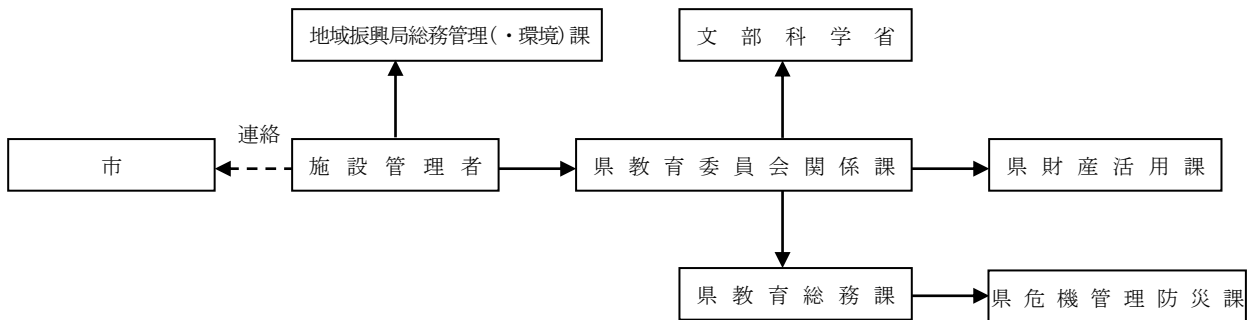 地域振興局総務管理(・環境)課
文部科学省
連絡
市
施設管理者
県教育委員会関係課
県財産活用課
県教育総務課
県危機管理防災課